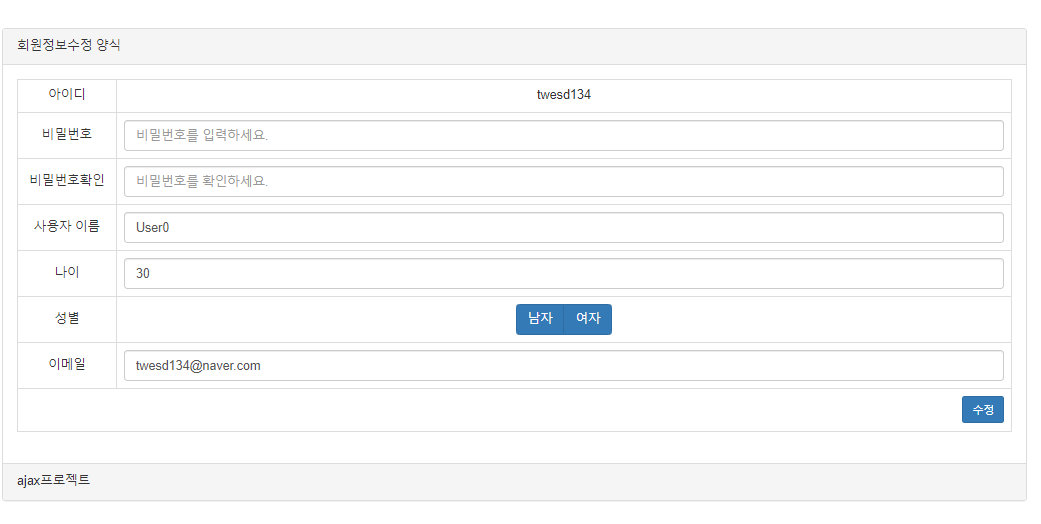 회원정보수정 양식
아이디 twesd134
비밀번호 비밀번호를 입력하세요.
비밀번호확인 비밀번호를 확인하세요.
사용자 이름 User0
나이 30
성별 남자 여자
이메일 twesd134@naver.com
수정
ajax프로젝트